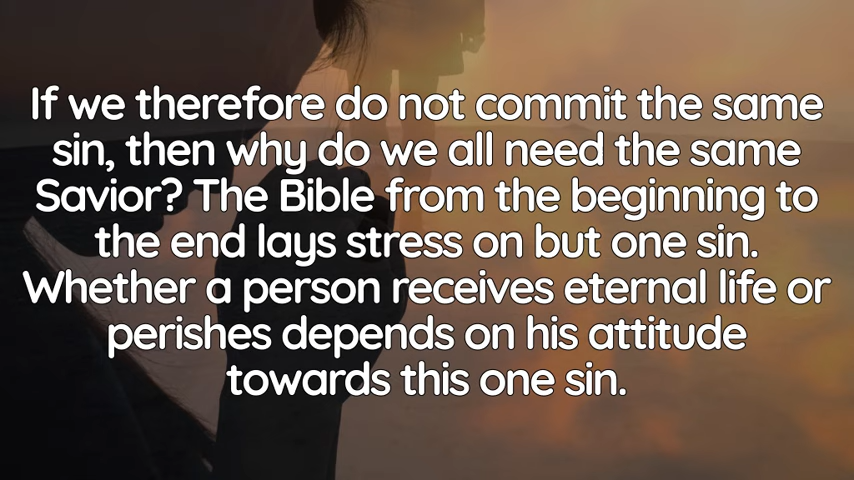 If we therefore do not commit the same
sin, then why do we all need the same
Savior? The Bible from the beginning to
the end lays stress on but one sin.
Whether a person receives eternal life or
perishes depends on his attitude
towards this one sin.